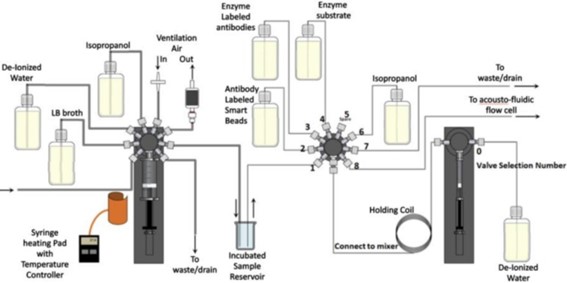 Ventilation
Air
In
Out
Isopropanol
De-Ionized
Water
LB broth
Syringe
heating Pad
with
Temperature
Controller
To
waste/drain
Incubated
Sample
Reservoir
Enzyme
Labeled
antibodies
Enzyme
substrate
Antibody
Labeled
Smart
Beads
Isopropanol
To
waste/drain
To acousto-fluidic
flow cell
1
2
3
4
5
6
7
8
0
Valve Selection Number
Holding Coil
Connect to mixer
De-Ionized
Water